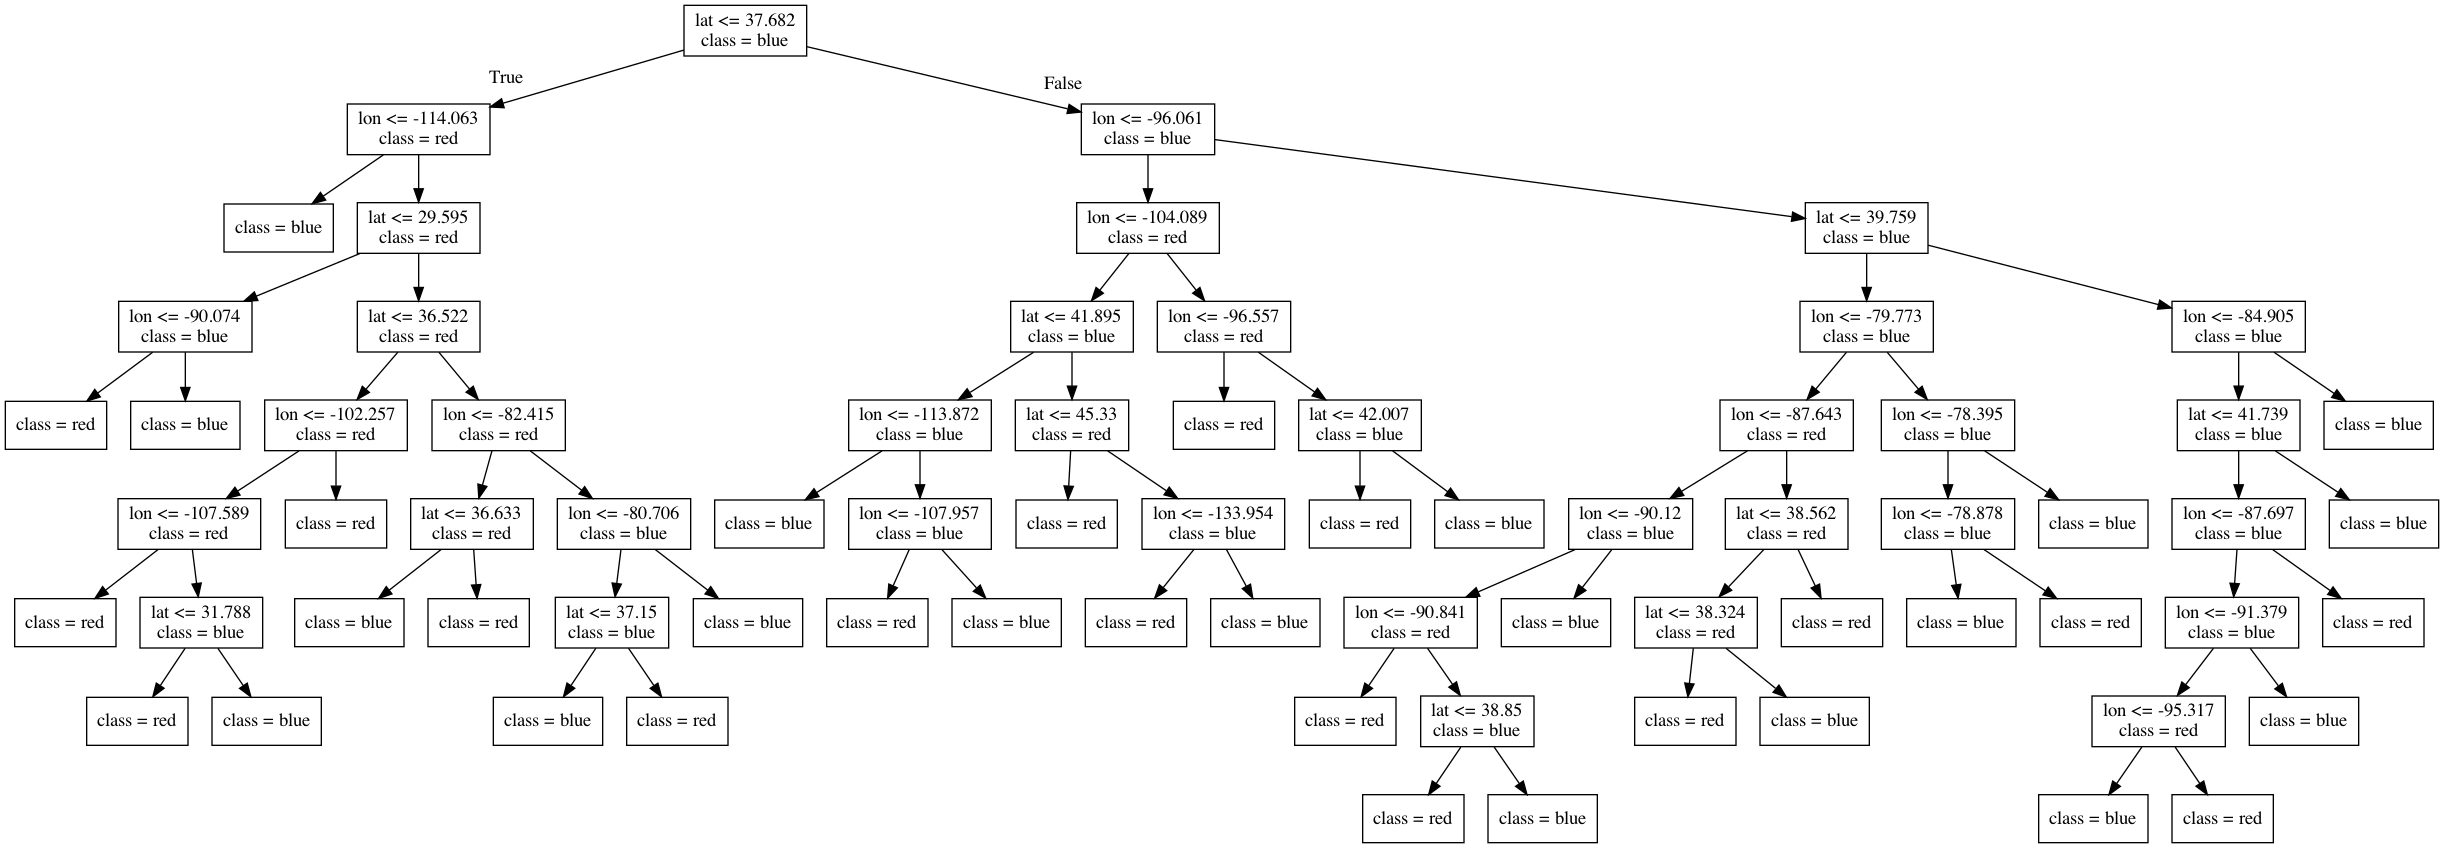 lat <= 37.682
class = blue
True
False
lon <= -114.063
class = red
lon <= -96.061
class = blue
class = blue
lat <= 29.595
class = red
lon <= -104.089
class = red
lat <= 39.759
class = blue
lon <= -90.074
class = blue
lat <= 36.522
class = red
lat <= 41.895
class = blue
lon <= -96.557
class = red
lon <= -79.773
class = blue
lon <= -84.905
class = blue
class = red
class = blue
lon <= -102.257
class = red
lon <= -82.415
class = red
lon <= -113.872
class = blue
lat <= 45.33
class = red
class = red
lat <= 42.007
class = blue
lon <= -87.643
class = red
lon <= -78.395
class = blue
lat <= 41.739
class = blue
class = blue
lon <= -107.589
class = red
class = red
lat <= 36.633
class = red
lon <= -80.706
class = blue
class = blue
lon <= -107.957
class = blue
class = red
lon <= -133.954
class = blue
class = red
class = blue
lon <= -90.12
class = blue
lat <= 38.562
class = red
lon <= -78.878
class = blue
class = blue
lon <= -87.697
class = blue
class = blue
class = red
lat <= 31.788
class = blue
class = blue
class = red
lat <= 37.15
class = blue
class = blue
class = red
class = blue
class = red
class = blue
lon <= -90.841
class = red
class = blue
lat <= 38.324
class = red
class = red
class = blue
class = red
lon <= -91.379
class = blue
class = red
class = red
class = blue
class = blue
class = red
class = red
lat <= 38.85
class = blue
class = red
class = blue
lon <= -95.317
class = red
class = blue
class = red
class = blue
class = blue
class = red